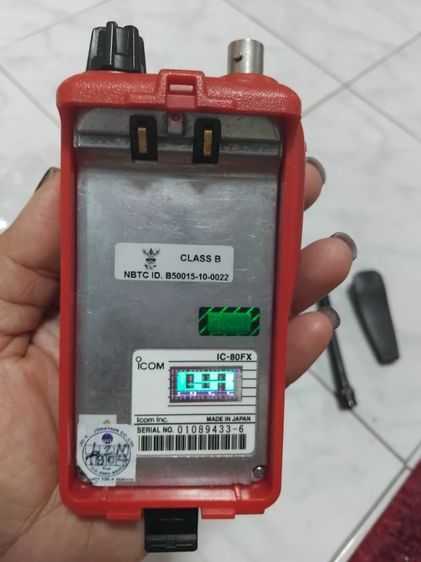 CLASS B
NBTC ID. B50015-10-0022
ICOM
IC-80FX
Icom Inc.
MADE IN JAPAN
SERIAL NO. 01089433-6